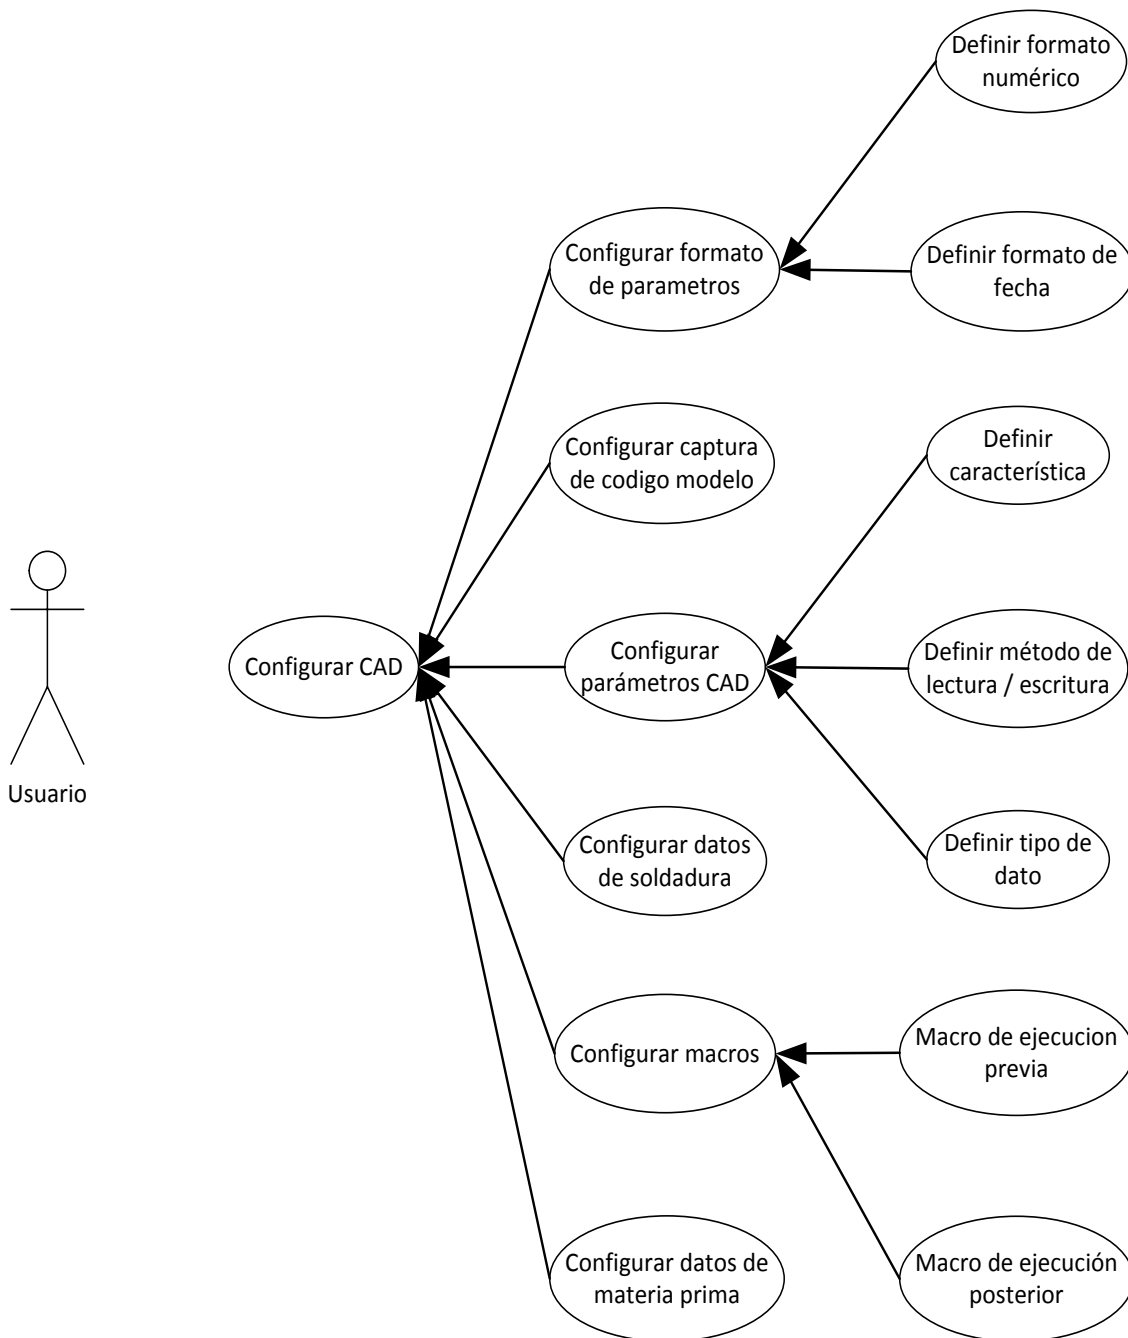 Definir formato
numérico
Configurar formato
de parametros
Definir formato de
fecha
Configurar captura
de codigo modelo
Definir
característica
Usuario
Configurar CAD
Configurar
parámetros CAD
Definir método de
lectura / escritura
Configurar datos
de soldadura
Definir tipo de
dato
Configurar macros
Macro de ejecucion
previa
Configurar datos de
materia prima
Macro de ejecución
posterior